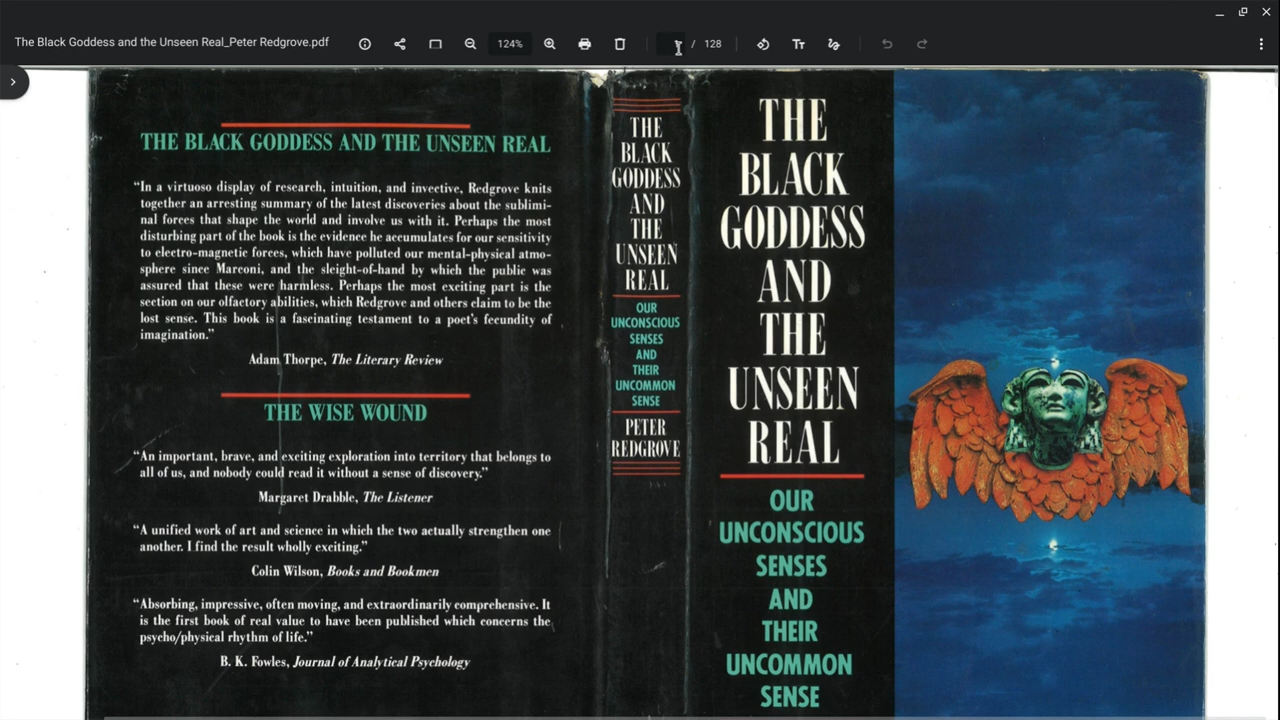 The Black Goddess and the Unseen Real_Peter Redgrove.pdf
124%
/ 128
THE BLACK GODDESS AND THE UNSEEN REAL
“In a virtuoso display of research, intuition, and invective, Redgrove knits
together an arresting summary of the latest discoveries about the sublimi-
nal forces that shape the world and involve us with it. Perhaps the most
disturbing part of the book is the evidence he accumulates for our sensitivity
to electro-magnetic forces, which have polluted our mental-physical atmo-
sphere since Marconi, and the sleight-of-hand by which the public was
assured that these were harmless. Perhaps the most exciting part is the
section on our olfactory abilities, which Redgrove and others claim to be the
lost sense. This book is a fascinating testament to a poet’s fecundity of
imagination.”
Adam Thorpe, The Literary Review
THE WISE WOUND
“An important, brave, and exciting exploration into territory that belongs to
all of us, and nobody could read it without a sense of discovery.”
Margaret Drabble, The Listener
“A unified work of art and science in which the two actually strengthen one
another. I find the result wholly exciting.”
Colin Wilson, Books and Bookmen
“Absorbing, impressive, often moving, and extraordinarily comprehensive. It
is the first book of real value to have been published which concerns the
psycho/physical rhythm of life.”
B. K. Fowles, Journal of Analytical Psychology
THE
BLACK
GODDESS
AND
THE
UNSEEN
REAL
OUR
UNCONSCIOUS
SENSES
AND
THEIR
UNCOMMON
SENSE
PETER
REDGROVE
THE
BLACK
GODDESS
AND
THE
UNSEEN
REAL
OUR
UNCONSCIOUS
SENSES
AND
THEIR
UNCOMMON
SENSE